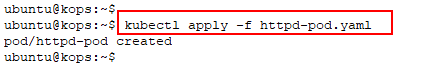 ubuntu@kops:~$
ubuntu@kops:~$ kubectl apply -f httpd-pod.yaml
pod/httpd-pod created
ubuntu@kops:~$